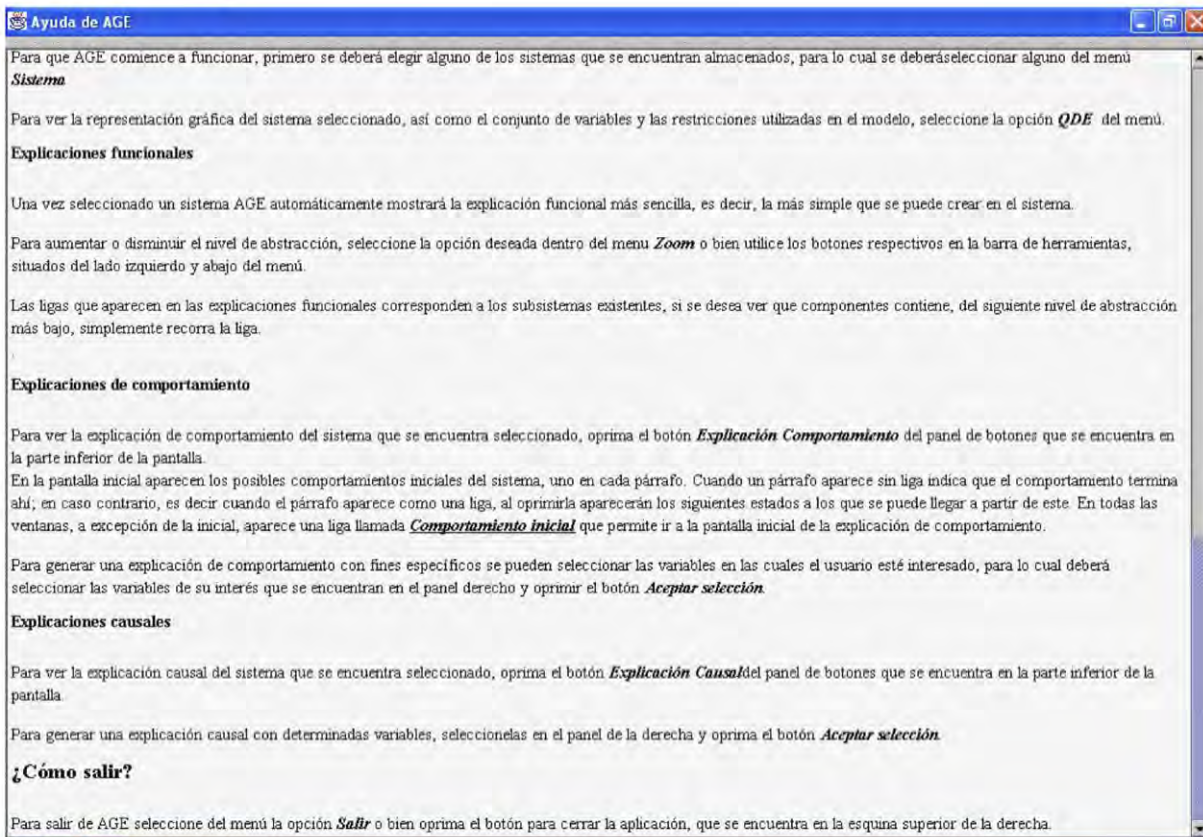 Ayuda de AGE
Para que AGE comience a funcionar, primero se deberá elegir alguno de los sistemas que se encuentran almacenados, para lo cual se deberáseleccionar alguno del menú
Sistema.
Para ver la representación gráfica del sistema seleccionado, así como el conjunto de variables y las restricciones utilizadas en el modelo, seleccione la opción QDE del menú.
Explicaciones funcionales
Una vez seleccionado un sistema AGE automáticamente mostrará la explicación funcional más sencilla, es decir, la más simple que se puede crear en el sistema.
Para aumentar o disminuir el nivel de abstracción, seleccione la opción deseada dentro del menu Zoom o bien utilice los botones respectivos en la barra de herramientas,
situados del lado izquierdo y abajo del menú.
Las ligas que aparecen en las explicaciones funcionales corresponden a los subsistemas existentes, si se desea ver que componentes contiene, del siguiente nivel de abstracción
más bajo, simplemente recorra la liga.
Explicaciones de comportamiento
Para ver la explicación de comportamiento del sistema que se encuentra seleccionado, oprima el botón Explicación Comportamiento del panel de botones que se encuentra en
la parte inferior de la pantalla.
En la pantalla inicial aparecen los posibles comportamientos iniciales del sistema, uno en cada párrafo. Cuando un párrafo aparece sin liga indica que el comportamiento termina
ahí; en caso contrario, es decir cuando el párrafo aparece como una liga, al oprimirla aparecerán los siguientes estados a los que se puede llegar a partir de este. En todas las
ventanas, a excepción de la inicial, aparece una liga llamada Comportamiento inicial que permite ir a la pantalla inicial de la explicación de comportamiento.
Para generar una explicación de comportamiento con fines específicos se pueden seleccionar las variables en las cuales el usuario esté interesado, para lo cual deberá
seleccionar las variables de su interés que se encuentran en el panel derecho y oprimir el botón Aceptar selección.
Explicaciones causales
Para ver la explicación causal del sistema que se encuentra seleccionado, oprima el botón Explicación Causaldel panel de botones que se encuentra en la parte inferior de la
pantalla.
Para generar una explicación causal con determinadas variables, seleccionelas en el panel de la derecha y oprima el botón Aceptar selección.
¿Cómo salir?
Para salir de AGE seleccione del menú la opción Salir o bien oprima el botón para cerrar la aplicación, que se encuentra en la esquina superior de la derecha.